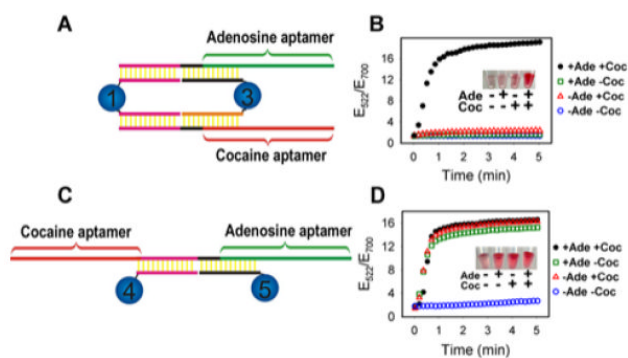 A
Adenosine aptamer
1
3
Cocaine aptamer
B
E522/E700
16
12
8
4
0
0 1 2 3 4 5
Time (min)
Ade - + - +
Coc - - + +
+Ade +Coc
+Ade -Coc
-Ade +Coc
-Ade -Coc
C
Cocaine aptamer
Adenosine aptamer
4
5
D
E522/E700
16
12
8
4
0
0 1 2 3 4 5
Time (min)
Ade - + - +
Coc - - + +
+Ade +Coc
+Ade -Coc
-Ade +Coc
-Ade -Coc